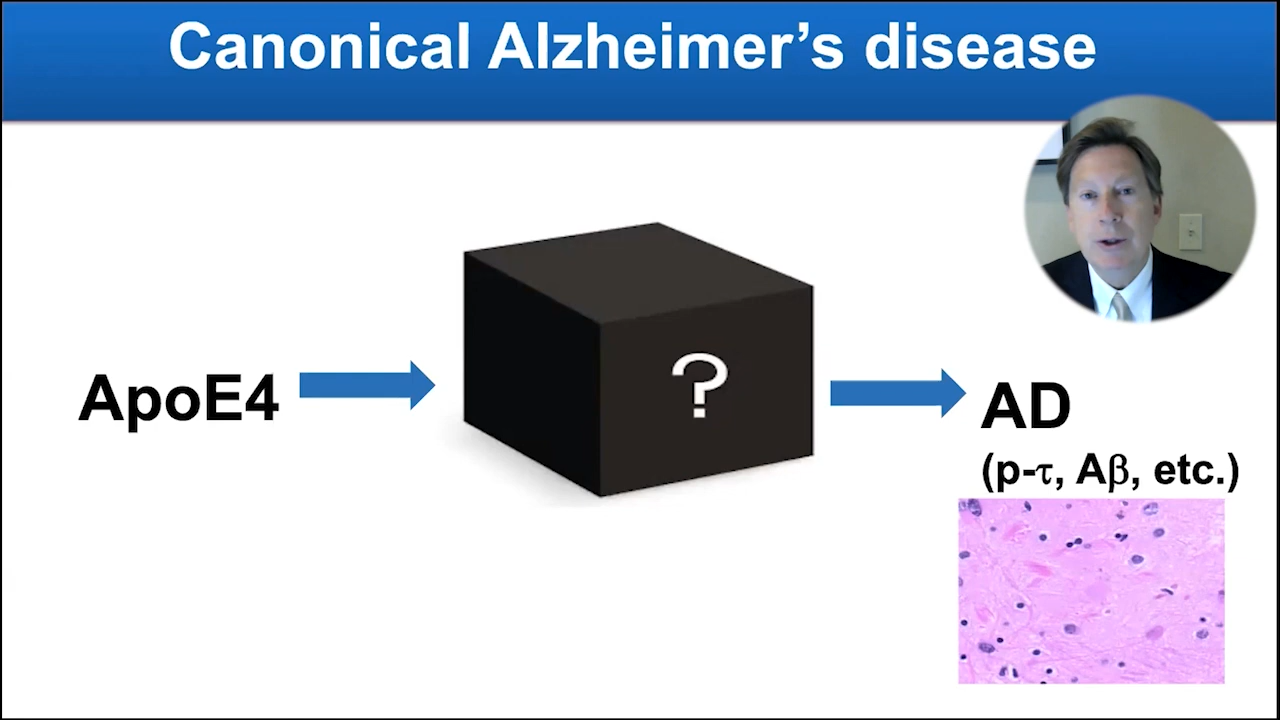 Canonical Alzheimer’s disease
ApoE4
?
AD
(p-τ, Aβ, etc.)